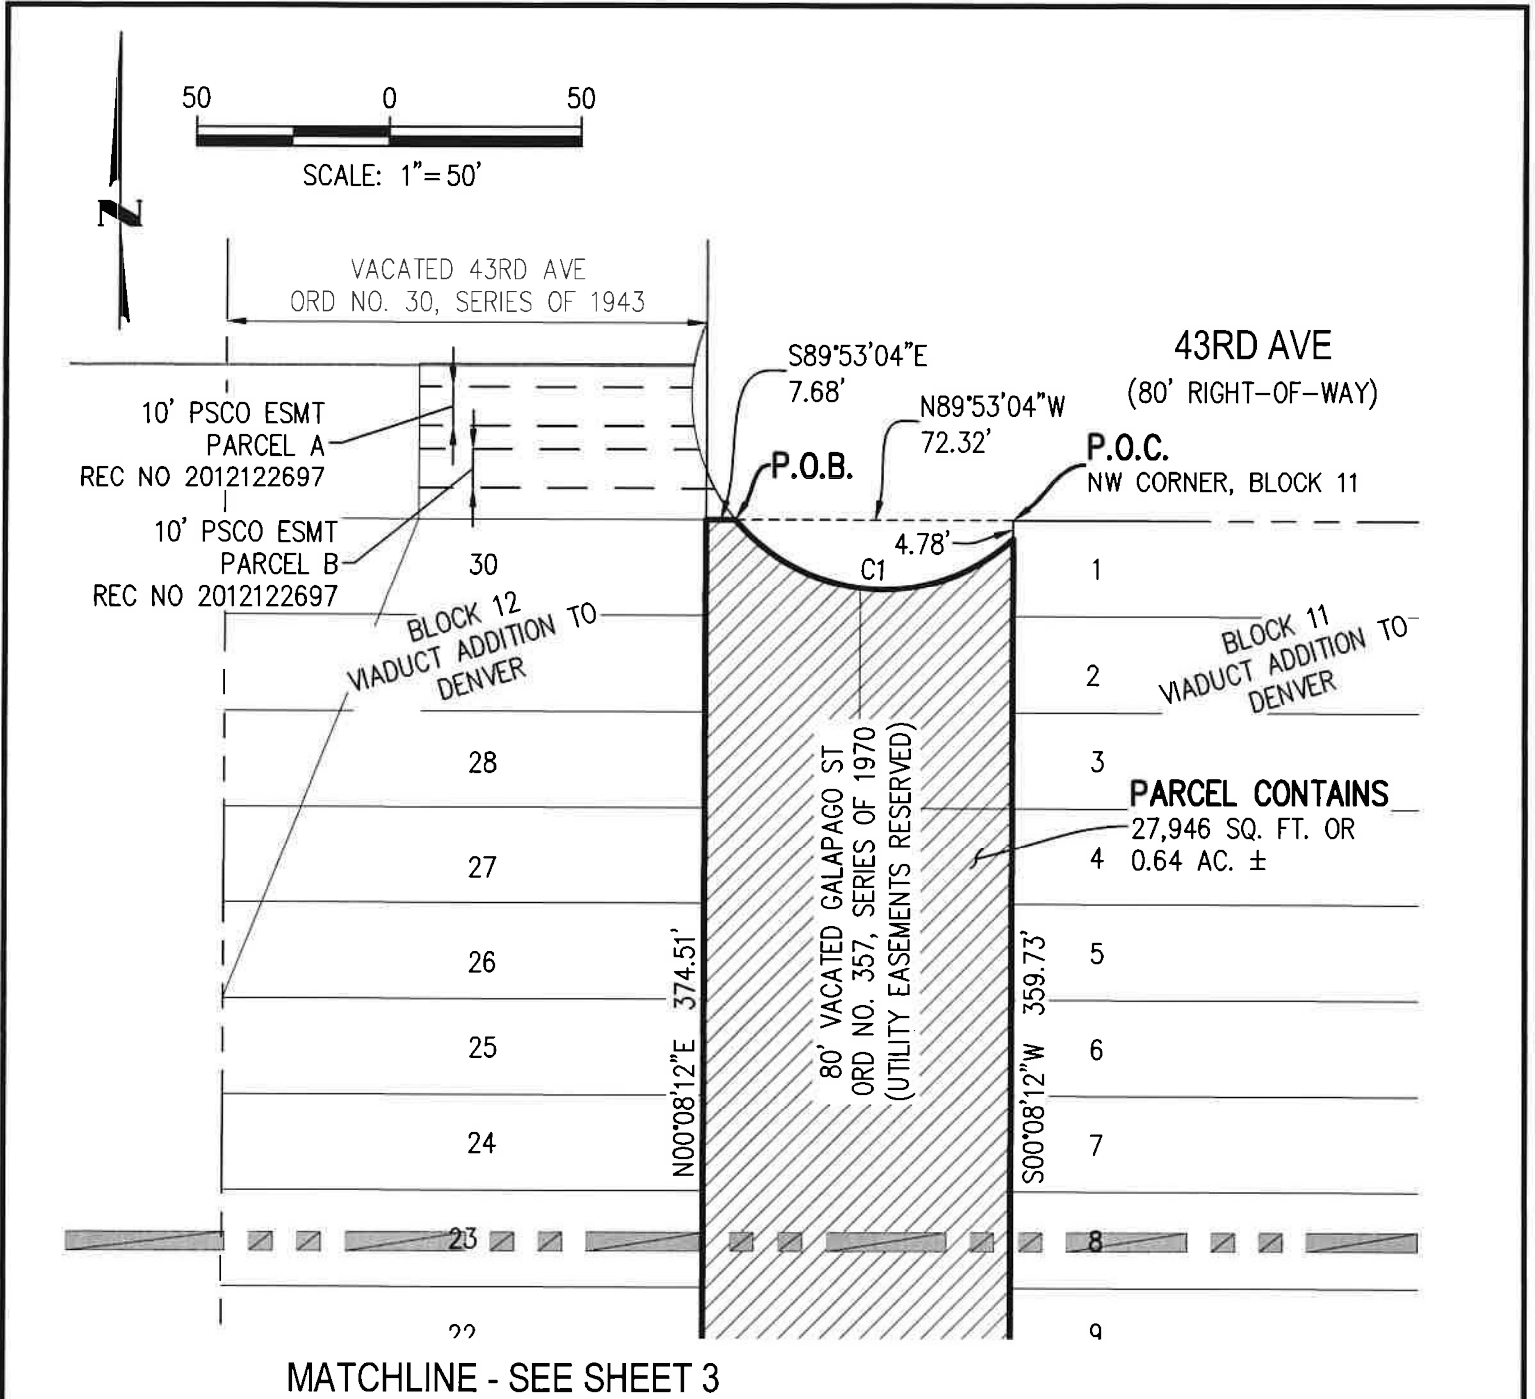 50 0 50
SCALE: 1"=50'
N
VACATED 43RD AVE
ORD NO. 30, SERIES OF 1943
43RD AVE
(80' RIGHT-OF-WAY)
S89°53'04"E
7.68'
N89°53'04"W
72.32'
P.O.B.
P.O.C.
NW CORNER, BLOCK 11
10' PSCO ESMT
PARCEL A
REC NO 2012122697
10' PSCO ESMT
PARCEL B
REC NO 2012122697
4.78'
C1
30
BLOCK 12
VIADUCT ADDITION TO
DENVER
28
27
26
25
24
23
22
1
2
BLOCK 11
VIADUCT ADDITION TO
DENVER
3
PARCEL CONTAINS
27,946 SQ. FT. OR
0.64 AC. ±
4
5
6
7
8
9
80' VACATED GALAPAGO ST
ORD NO. 357, SERIES OF 1970
(UTILITY EASEMENTS RESERVED)
N00°08'12"E 374.51'
S00°08'12"W 359.73'
MATCHLINE - SEE SHEET 3